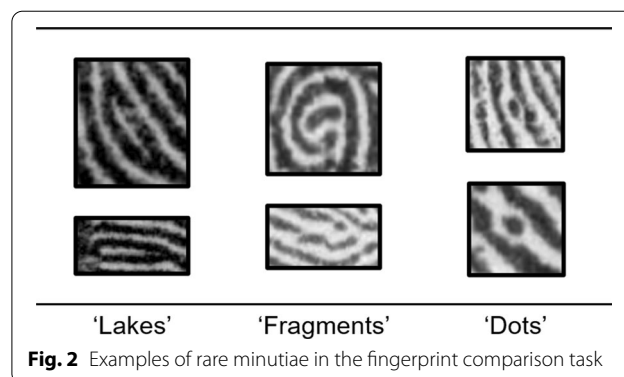 ‘Lakes’ ‘Fragments’ ‘Dots’
Fig. 2 Examples of rare minutiae in the fingerprint comparison task